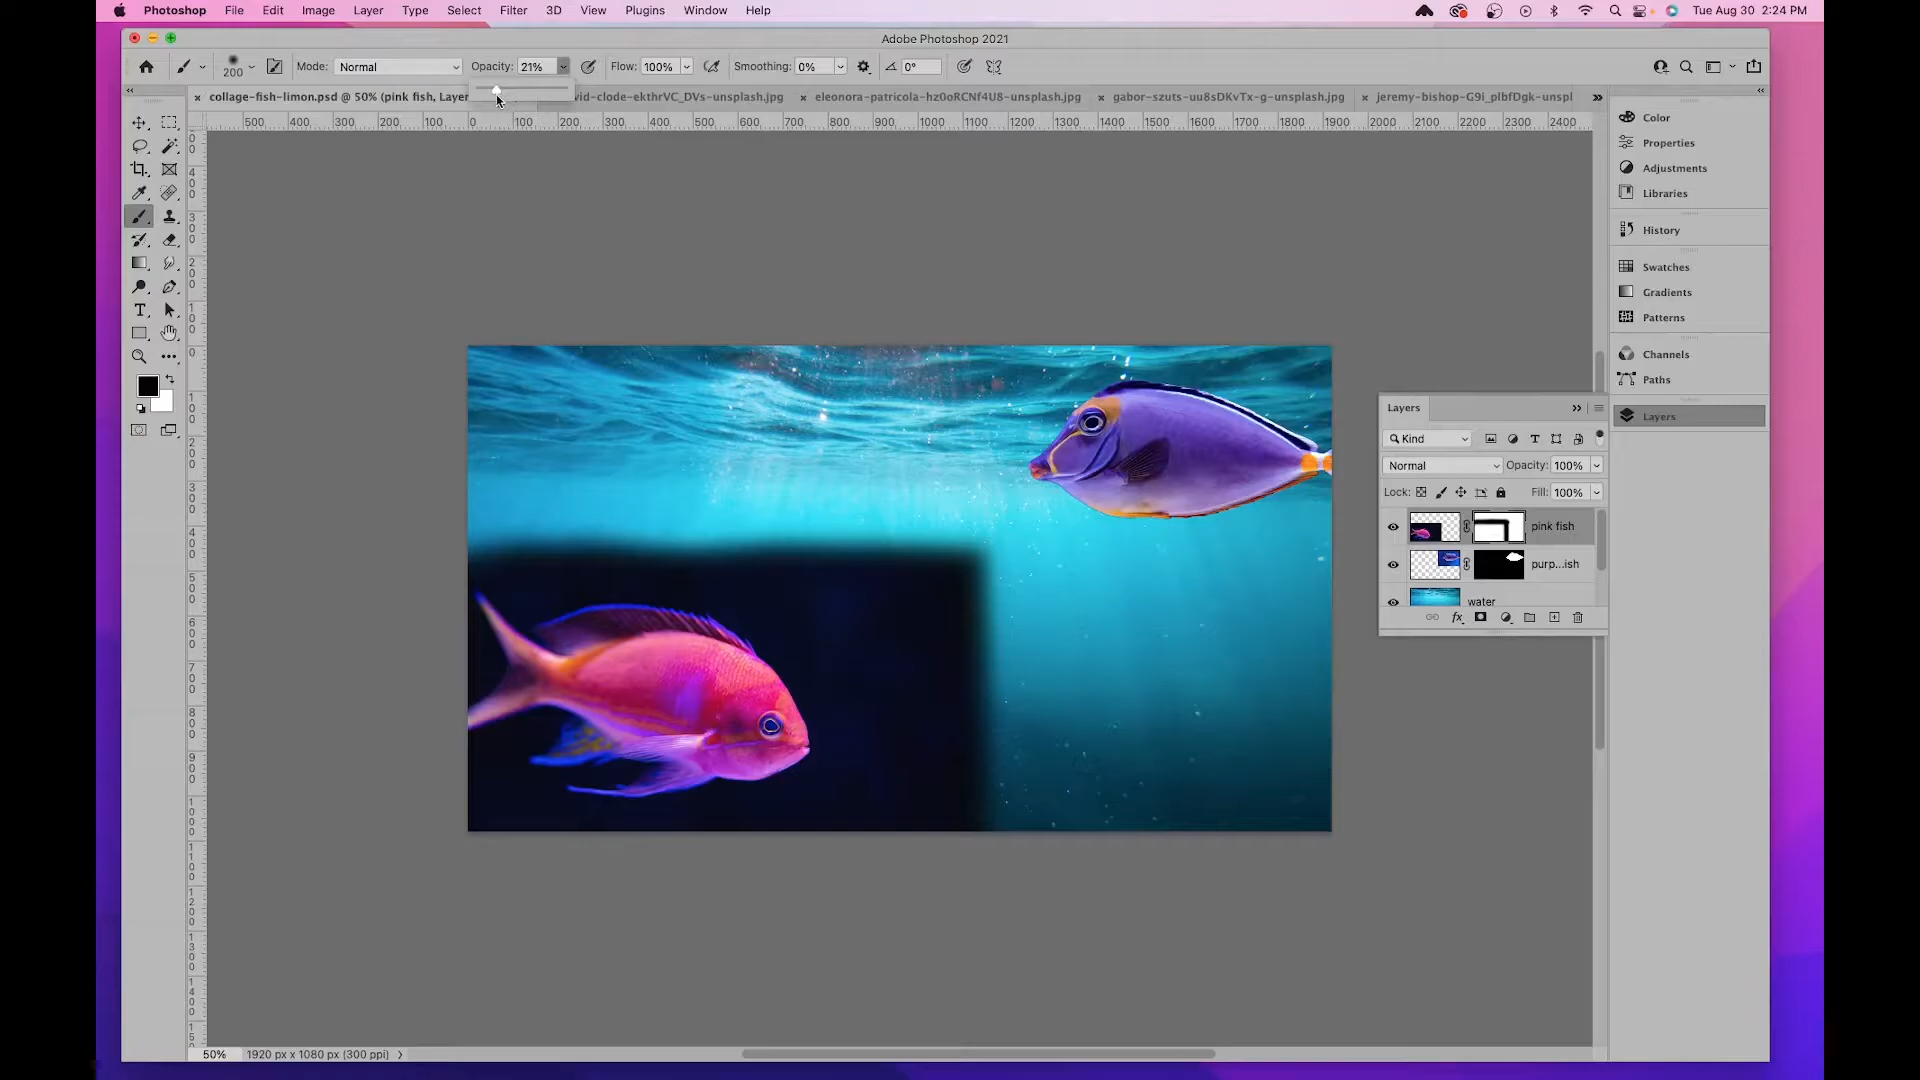 Photoshop File Edit Image Layer Type Select Filter 3D View Plugins Window Help Tue Aug 30 2:24 PM
Adobe Photoshop 2021
200 Mode: Normal Opacity: 21% Flow: 100% Smoothing: 0% 0°
collage-fish-limon.psd @ 50% (pink fish, Layer vid-clode-ekthrVC_DVs-unsplash.jpg eleonora-patricola-hz0oRCNf4U8-unsplash.jpg gabor-szuts-uu8sDKvTx-g-unsplash.jpg jeremy-bishop-G9i_plbfDgk-unspl
500 400 300 200 100 0 100 200 300 400 500 600 700 800 900 1000 1100 1200 1300 1400 1500 1600 1700 1800 1900 2000 2100 2200 2300 2400
Color
Properties
Adjustments
Libraries
History
Swatches
Gradients
Patterns
Channels
Paths
Layers
Layers
Kind
Normal Opacity: 100%
Lock: Fill: 100%
pink fish
purp...ish
water
fx
50% 1920 px x 1080 px (300 ppi)